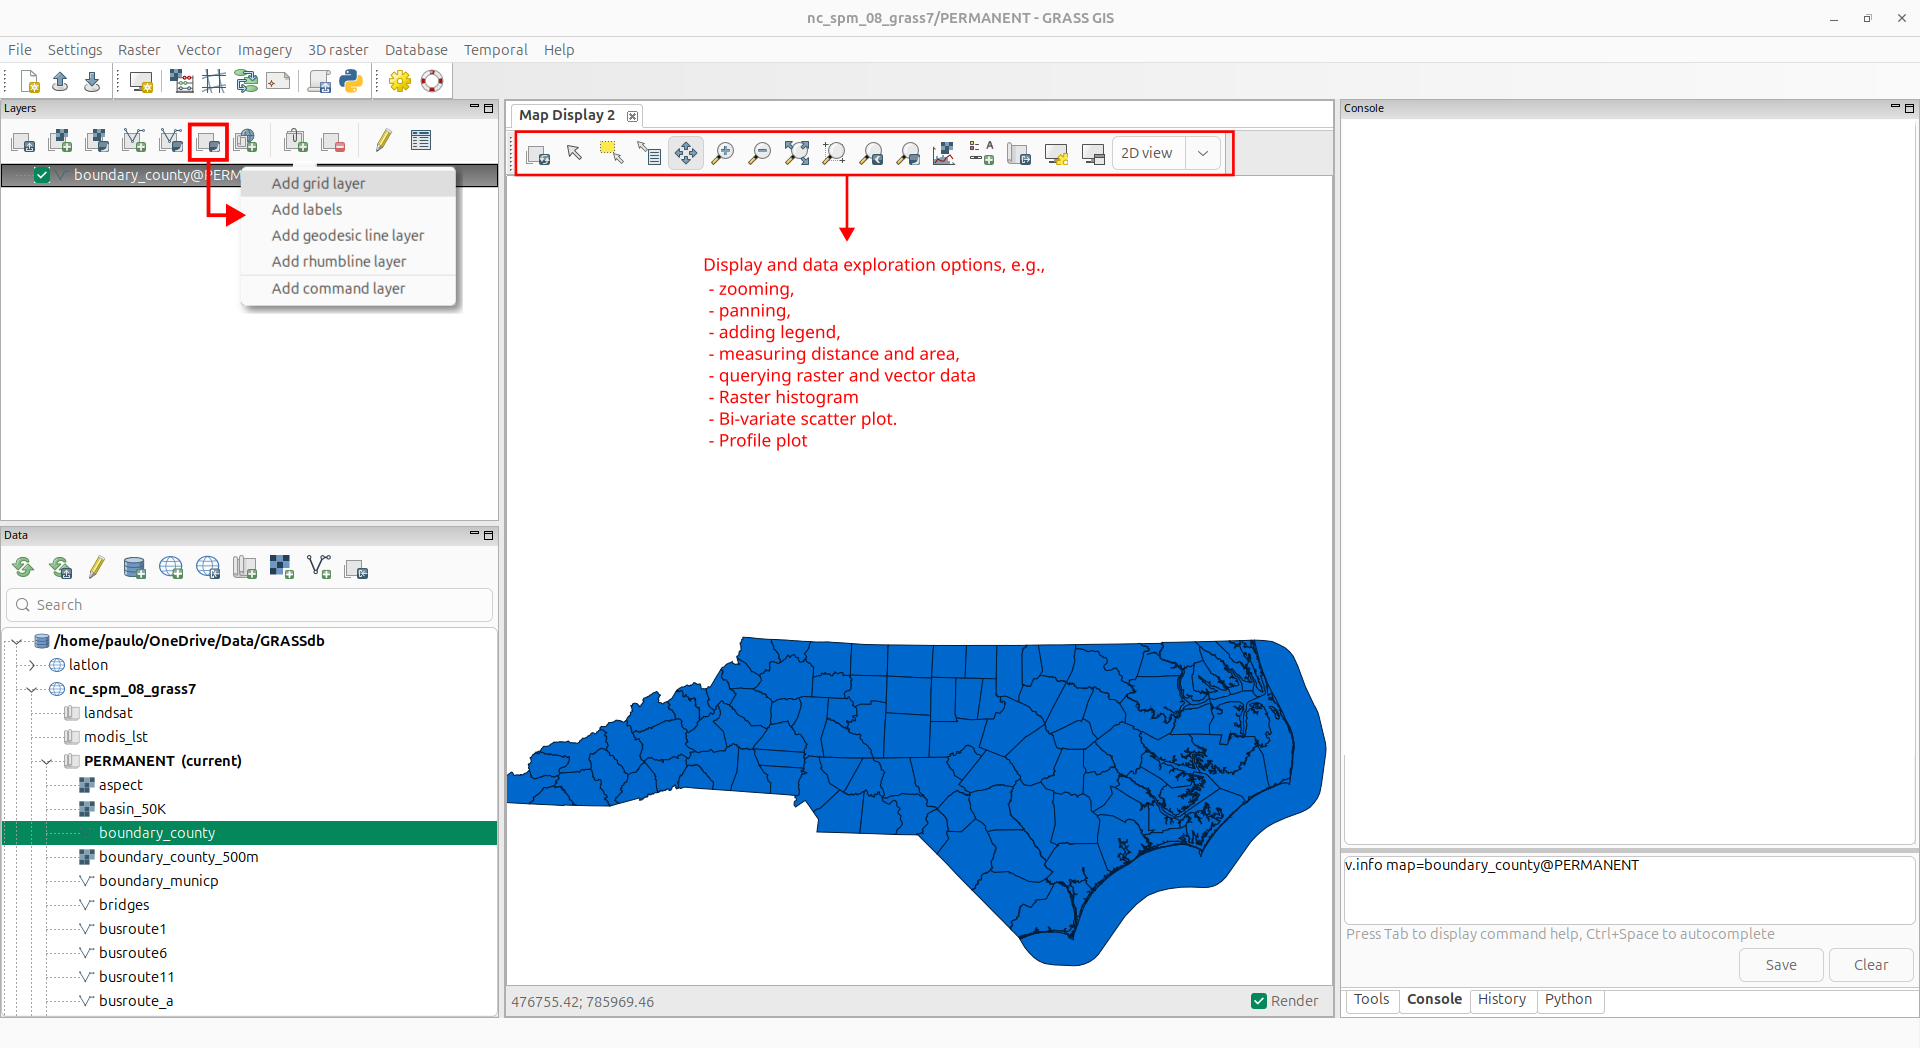 nc_spm_08_grass7/PERMANENT - GRASS GIS
File Settings Raster Vector Imagery 3D raster Database Temporal Help
Layers
boundary_county@PERM
Add grid layer
Add labels
Add geodesic line layer
Add rhumbline layer
Add command layer
Data
Search
/home/paulo/OneDrive/Data/GRASSdb
latlon
nc_spm_08_grass7
landsat
modis_lst
PERMANENT (current)
aspect
basin_50K
boundary_county
boundary_county_500m
boundary_municp
bridges
busroute1
busroute6
busroute11
busroute_a
Map Display 2
A
2D view
Display and data exploration options, e.g.,
- zooming,
- panning,
- adding legend,
- measuring distance and area,
- querying raster and vector data
- Raster histogram
- Bi-variate scatter plot.
- Profile plot
476755.42; 785969.46
Render
Console
v.info map=boundary_county@PERMANENT
Press Tab to display command help, Ctrl+Space to autocomplete
Save Clear
Tools Console History Python